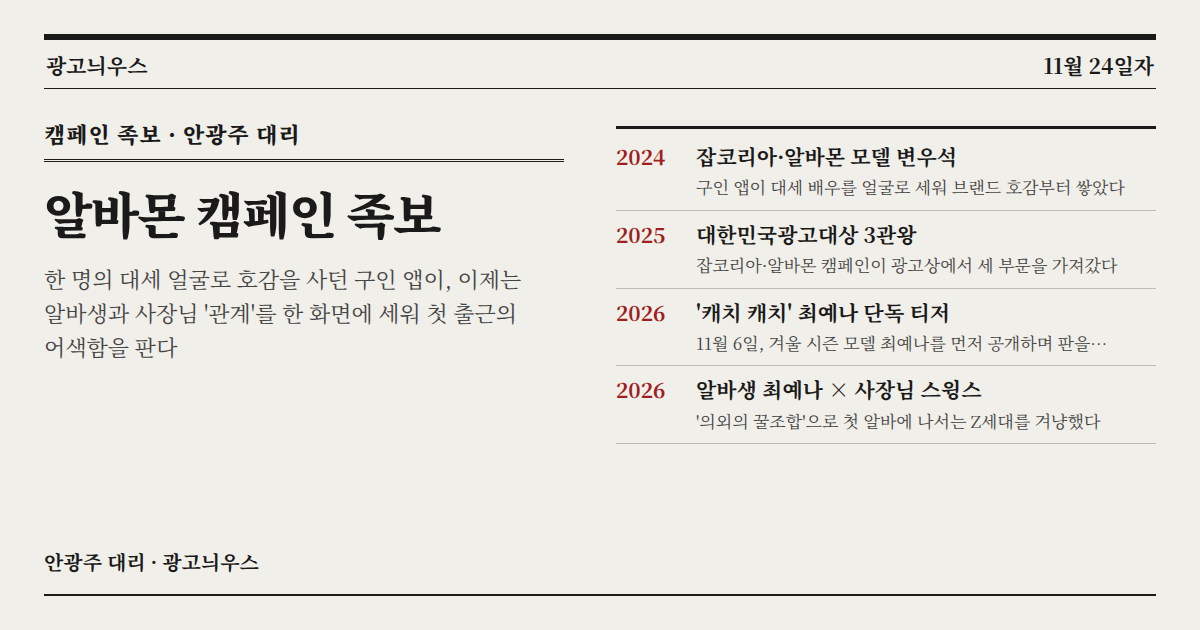 광고늬우스
11월 24일자
캠페인 족보 · 안광주 대리
알바몬 캠페인 족보
한 명의 대세 얼굴로 호감을 사던 구인 앱이, 이제는
알바생과 사장님 '관계'를 한 화면에 세워 첫 출근의
어색함을 판다
2024 잡코리아·알바몬 모델 변우석
구인 앱이 대세 배우를 얼굴로 세워 브랜드 호감부터 쌓았다
2025 대한민국광고대상 3관왕
잡코리아·알바몬 캠페인이 광고상에서 세 부문을 가져갔다
2026 '캐치 캐치' 최예나 단독 티저
11월 6일, 겨울 시즌 모델 최예나를 먼저 공개하며 판을…
2026 알바생 최예나 × 사장님 스윙스
'의외의 꿀조합'으로 첫 알바에 나서는 Z세대를 겨냥했다
안광주 대리 · 광고늬우스